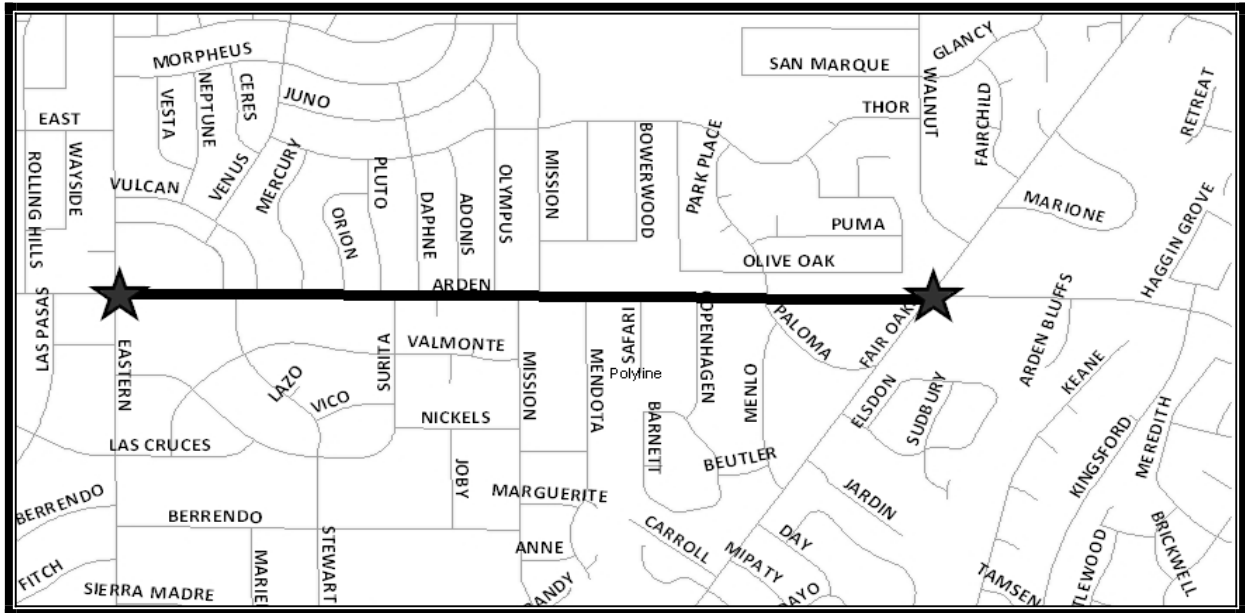 MORPHEUS
GLANCY
SAN MARQUE
EAST
VESTA
NEPTUNE
CERES
JUNO
THOR
WALNUT
FAIRCHILD
RETREAT
ROLLING HILLS
WAYSIDE
VULCAN
VENUS
MERCURY
PLUTO
ORION
DAPHNE
ADONIS
OLYMPUS
MISSION
BOWERWOOD
PARK PLACE
MARIONE
PUMA
HAGGIN GROVE
OLIVE OAK
ARDEN
LAS PASAS
EASTERN
LAZO
VICO
SURITA
VALMONTE
NICKELS
MISSION
MENDOTA
SAFARI
Polyline
OPENHAGEN
MENLO
PALOMA
FAIR OAK
ARDEN BLUFFS
KEANE
ELSDON
SUDBURY
BARNETT
BEUTLER
LAS CRUCES
JOBY
MARGUERITE
JARDIN
KINGSFORD
MEREDITH
BERRENDO
BERRENDO
STEWART
MARIE
ANNE
CARROLL
MIPATY
DAY
BRICKWELL
FITCH
SIERRA MADRE
ANDY
AYO
TAMSEN
TLEWOOD